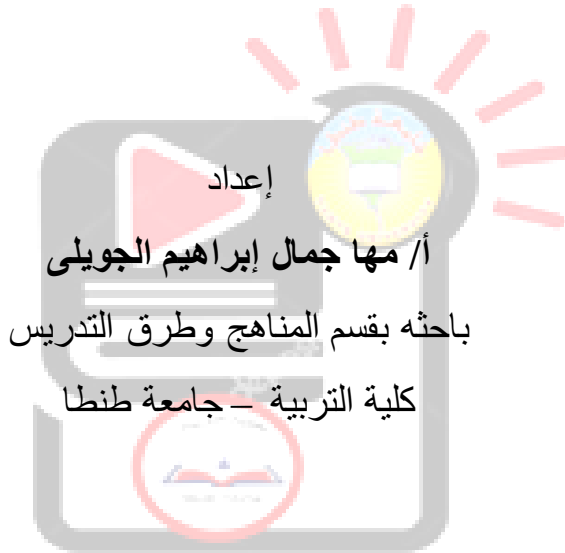 إعداد
أ/ مها جمال إبراهيم الجويلى
باحثه بقسم المناهج وطرق التدريس
كلية التربية – جامعة طنطا